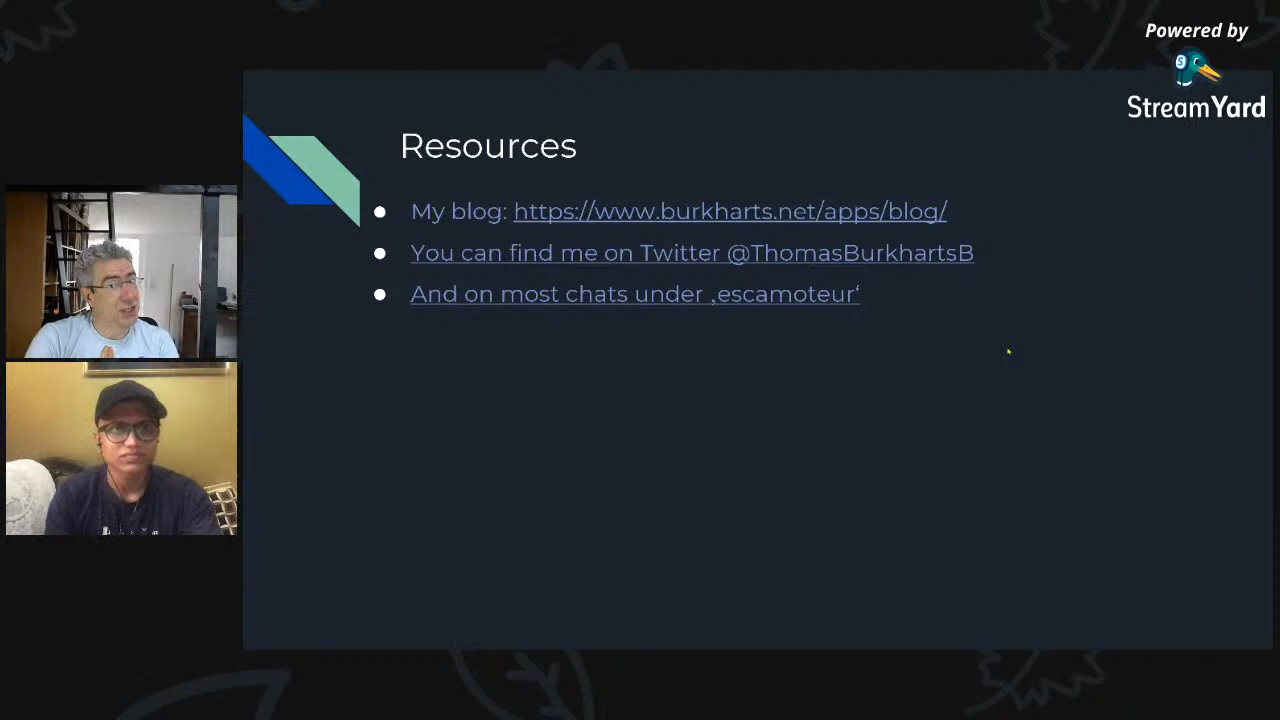 Powered by
StreamYard
Resources
My blog: https://www.burkharts.net/apps/blog/
You can find me on Twitter @ThomasBurkhartsB
And on most chats under ‚escamoteur‘